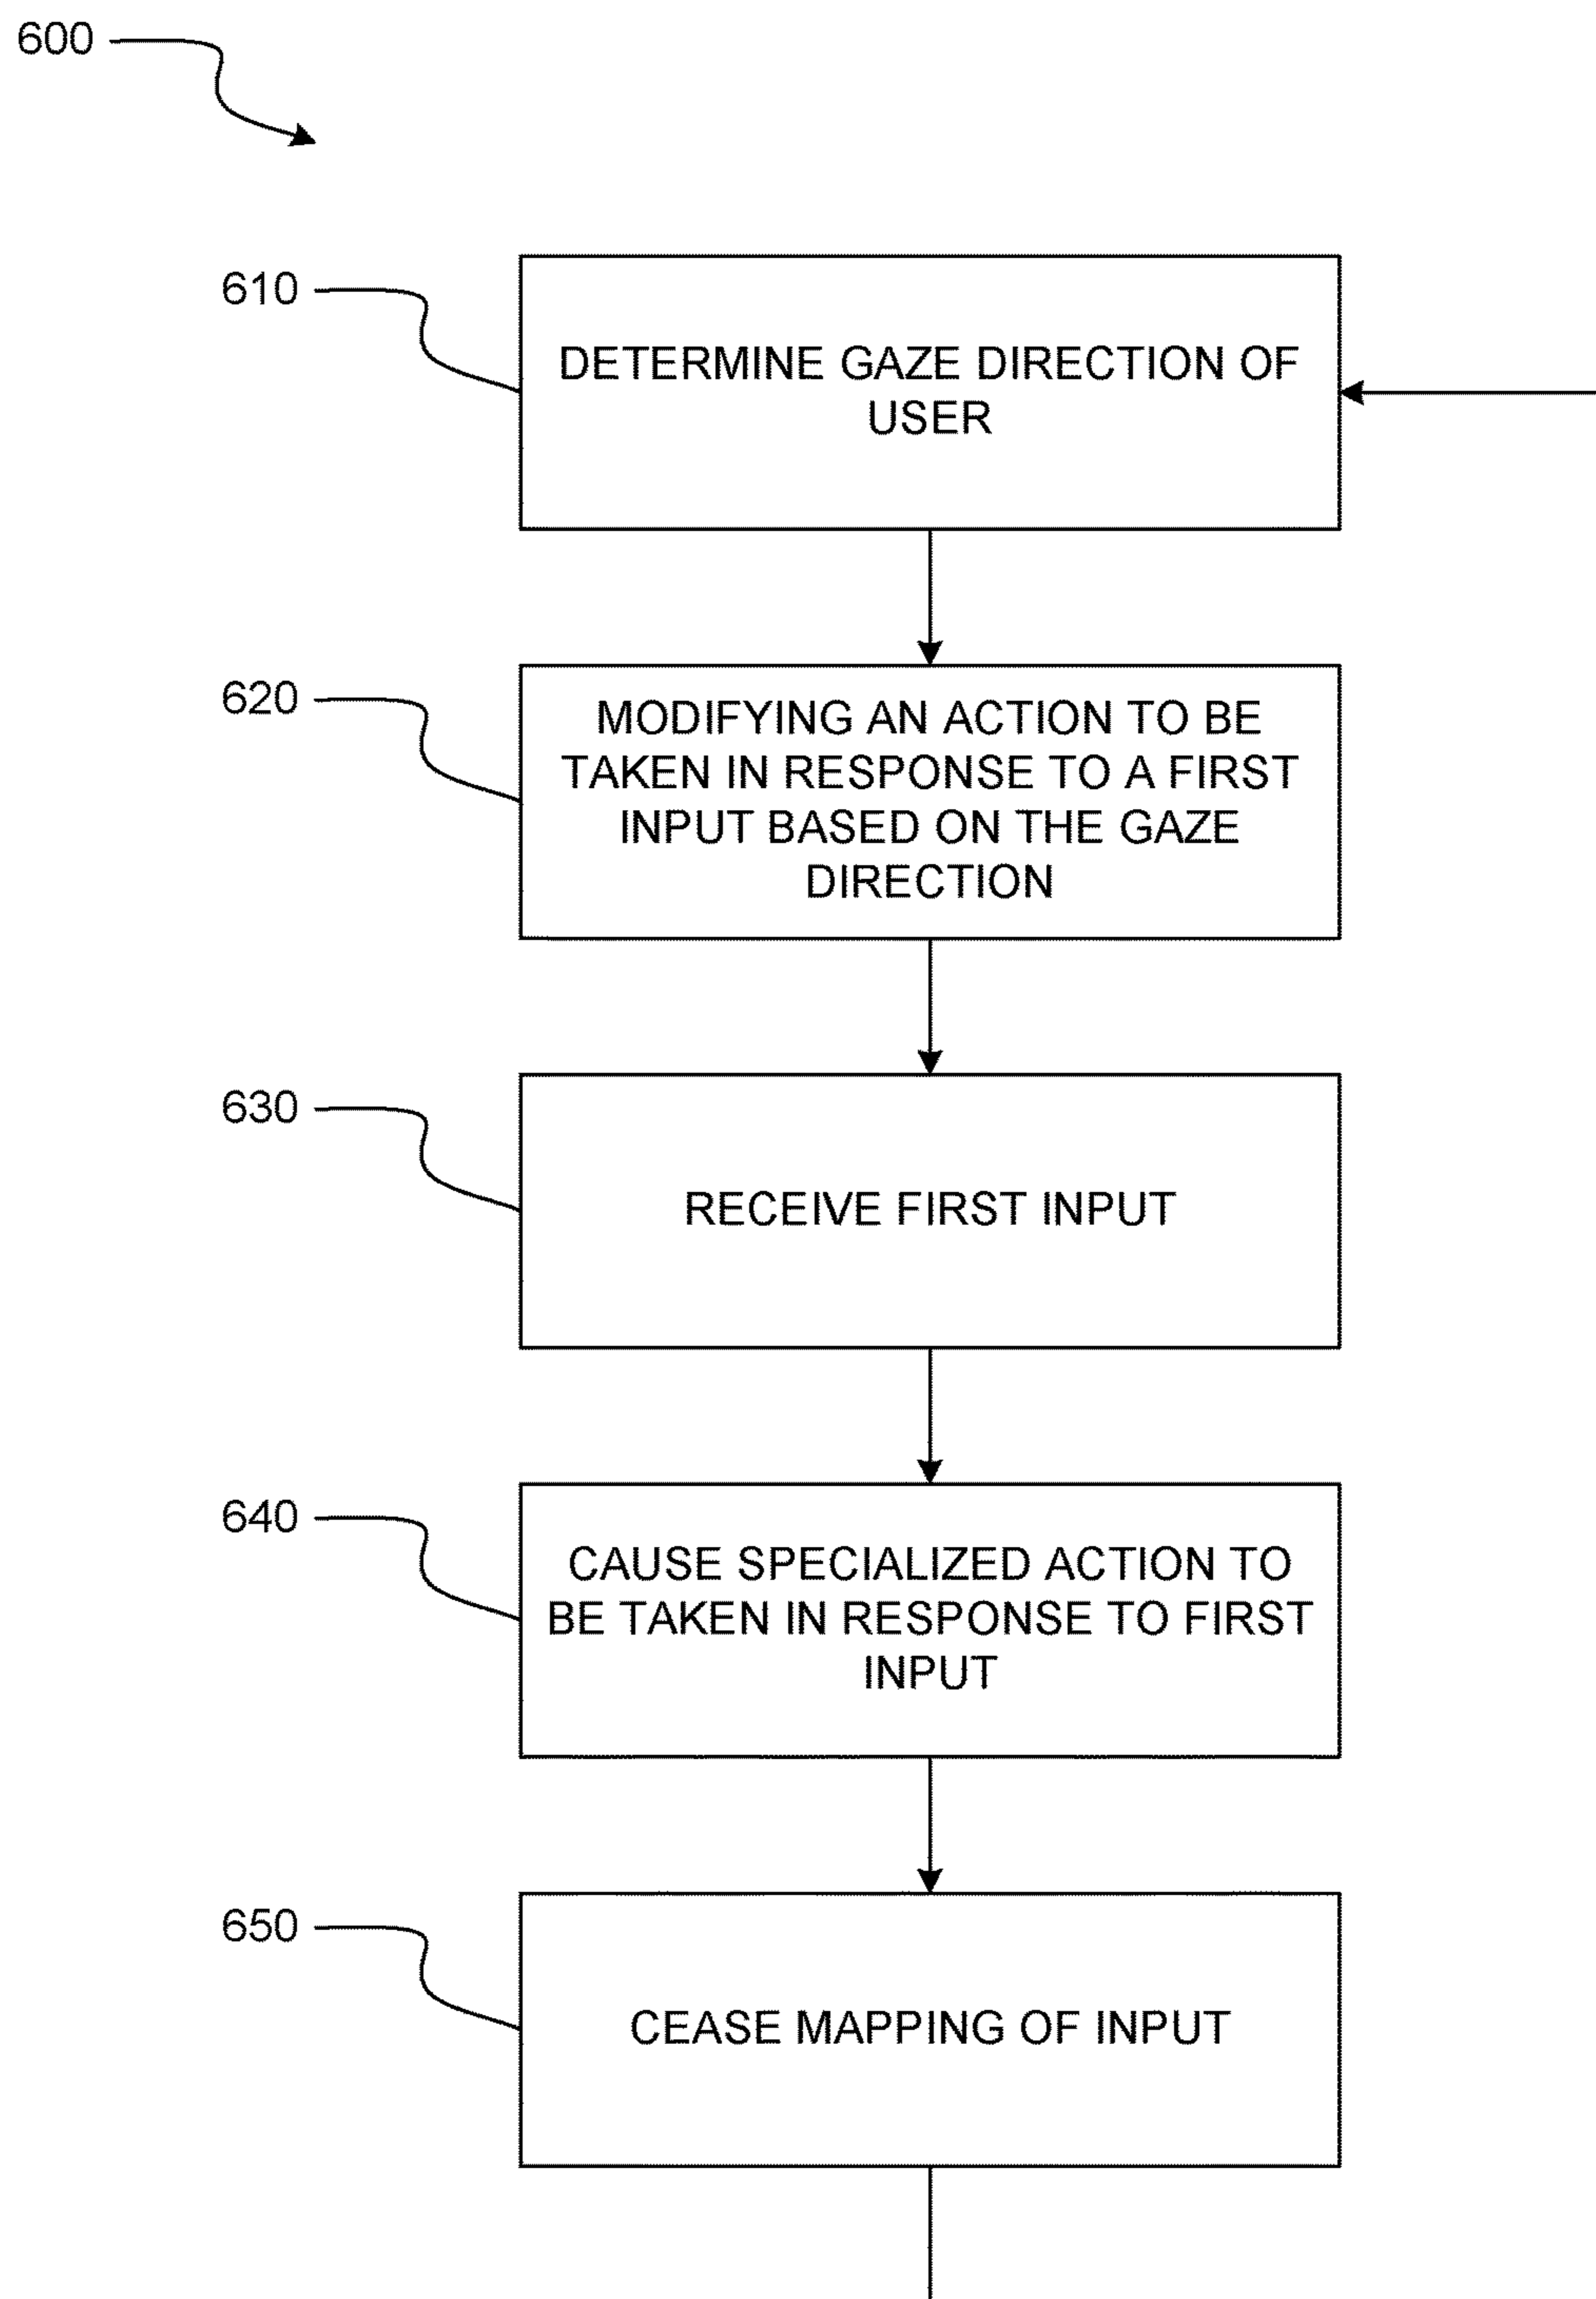 600
610
DETERMINE GAZE DIRECTION OF
USER
620
MODIFYING AN ACTION TO BE
TAKEN IN RESPONSE TO A FIRST
INPUT BASED ON THE GAZE
DIRECTION
630
RECEIVE FIRST INPUT
640
CAUSE SPECIALIZED ACTION TO
BE TAKEN IN RESPONSE TO FIRST
INPUT
650
CEASE MAPPING OF INPUT